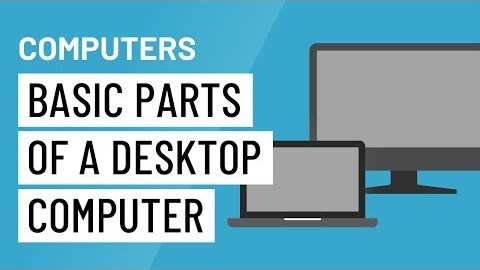 COMPUTERS
BASIC PARTS
OF A DESKTOP
COMPUTER